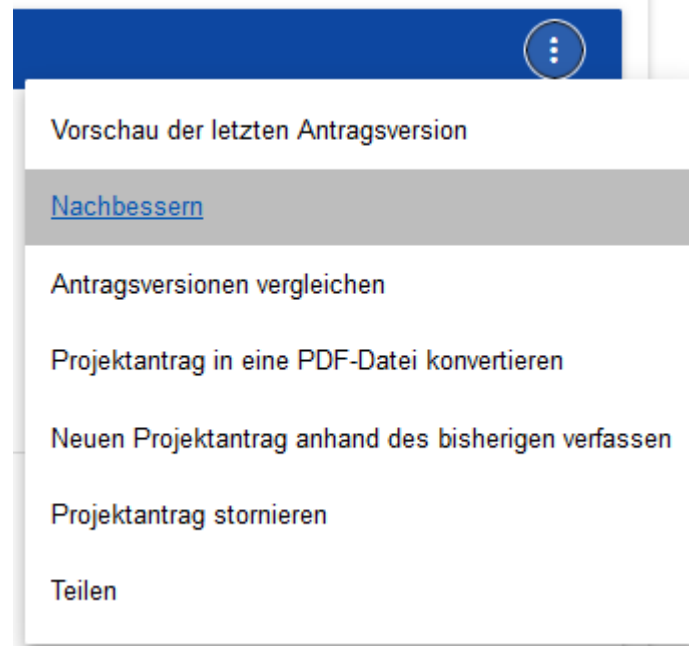 Vorschau der letzten Antragsversion
Nachbessern
Antragsversionen vergleichen
Projektantrag in eine PDF-Datei konvertieren
Neuen Projektantrag anhand des bisherigen verfassen
Projektantrag stornieren
Teilen